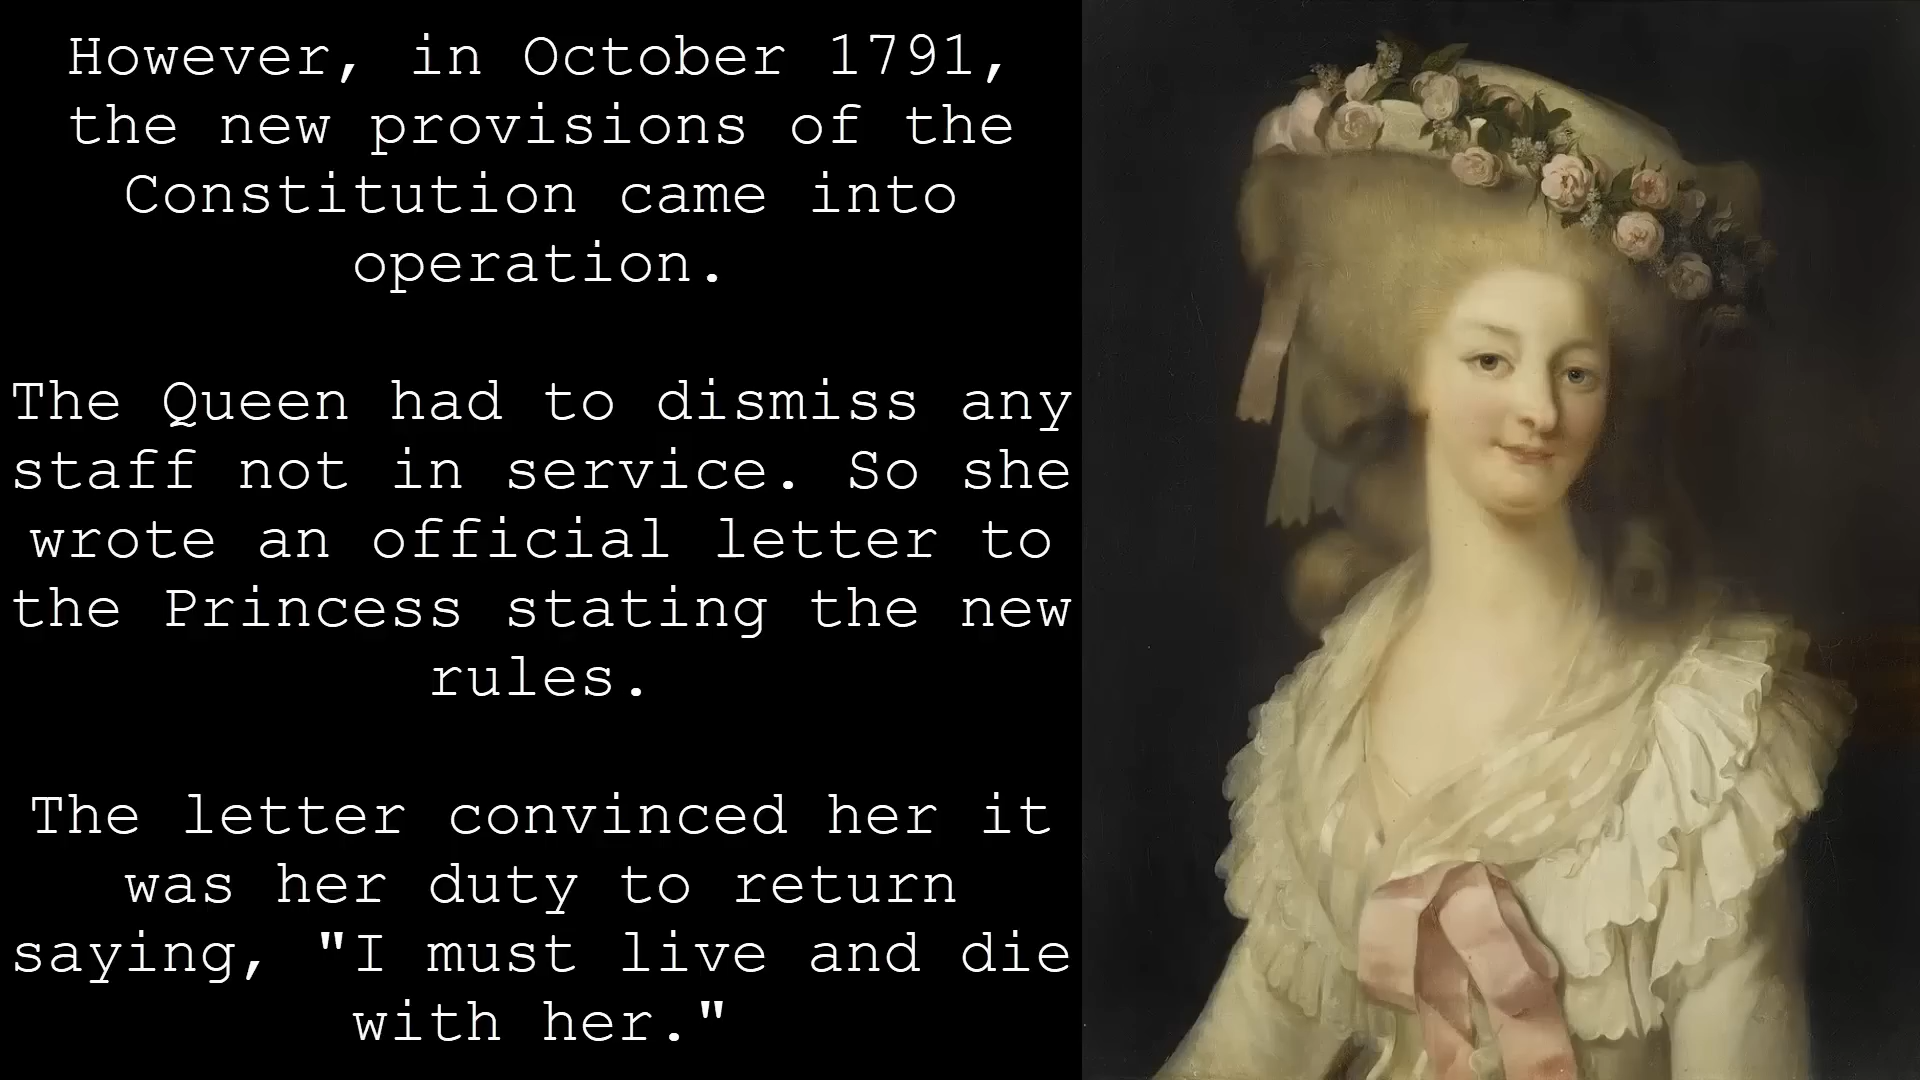 However, in October 1791,
the new provisions of the
Constitution came into
operation.
The Queen had to dismiss any
staff not in service. So she
wrote an official letter to
the Princess stating the new
rules.
The letter convinced her it
was her duty to return
saying, "I must live and die
with her."